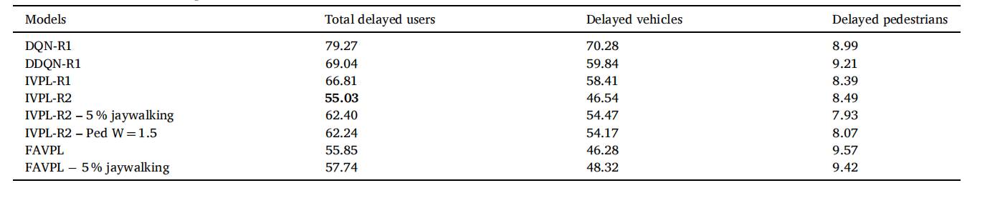 Models Total delayed users Delayed vehicles Delayed pedestrians
DQN-R1 79.27 70.28 8.99
DDQN-R1 69.04 59.84 9.21
IVPL-R1 66.81 58.41 8.39
IVPL-R2 55.03 46.54 8.49
IVPL-R2 – 5 % jaywalking 62.40 54.47 7.93
IVPL-R2 – Ped W = 1.5 62.24 54.17 8.07
FAVPL 55.85 46.28 9.57
FAVPL − 5 % jaywalking 57.74 48.32 9.42